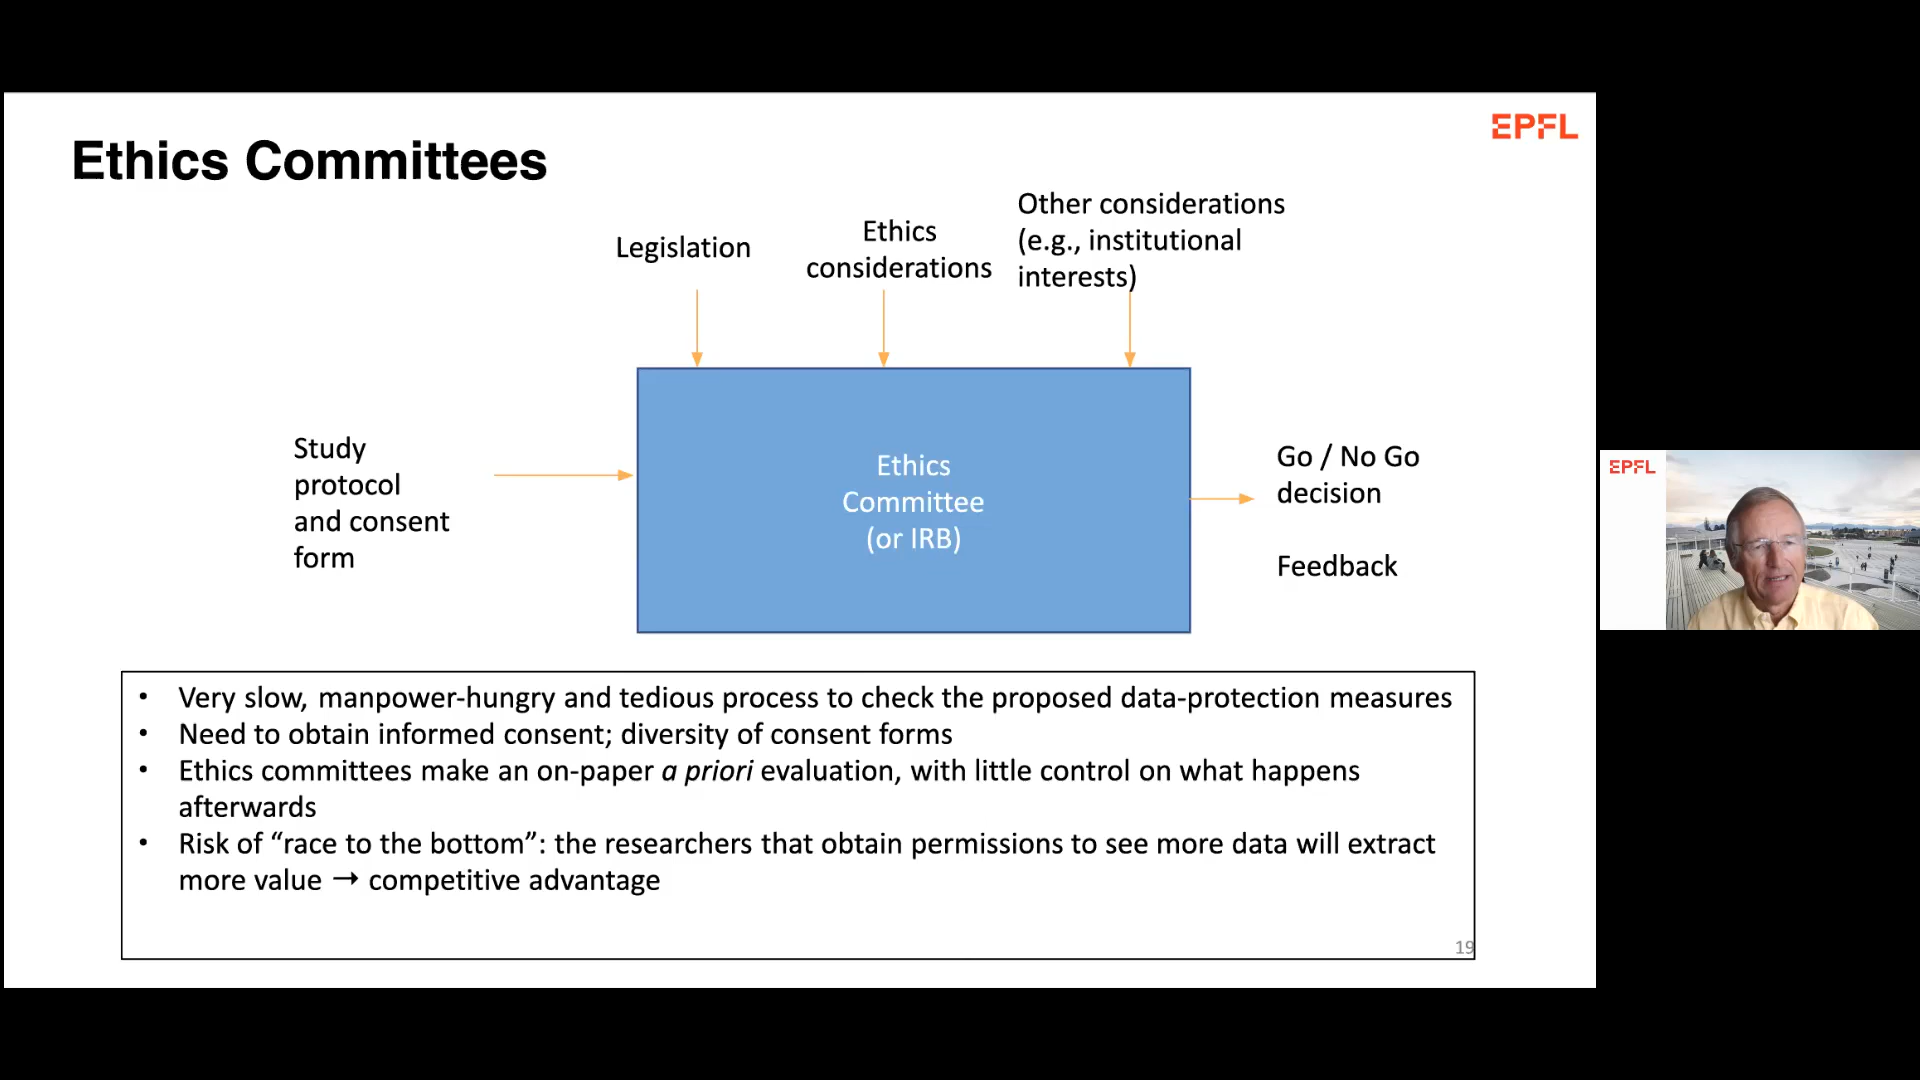 EPFL
Ethics Committees
Legislation
Ethics
considerations
Other considerations
(e.g., institutional
interests)
Study
protocol
and consent
form
Ethics
Committee
(or IRB)
Go / No Go
decision
Feedback
EPFL
• Very slow, manpower-hungry and tedious process to check the proposed data-protection measures
• Need to obtain informed consent; diversity of consent forms
• Ethics committees make an on-paper a priori evaluation, with little control on what happens
afterwards
• Risk of “race to the bottom”: the researchers that obtain permissions to see more data will extract
more value → competitive advantage
19